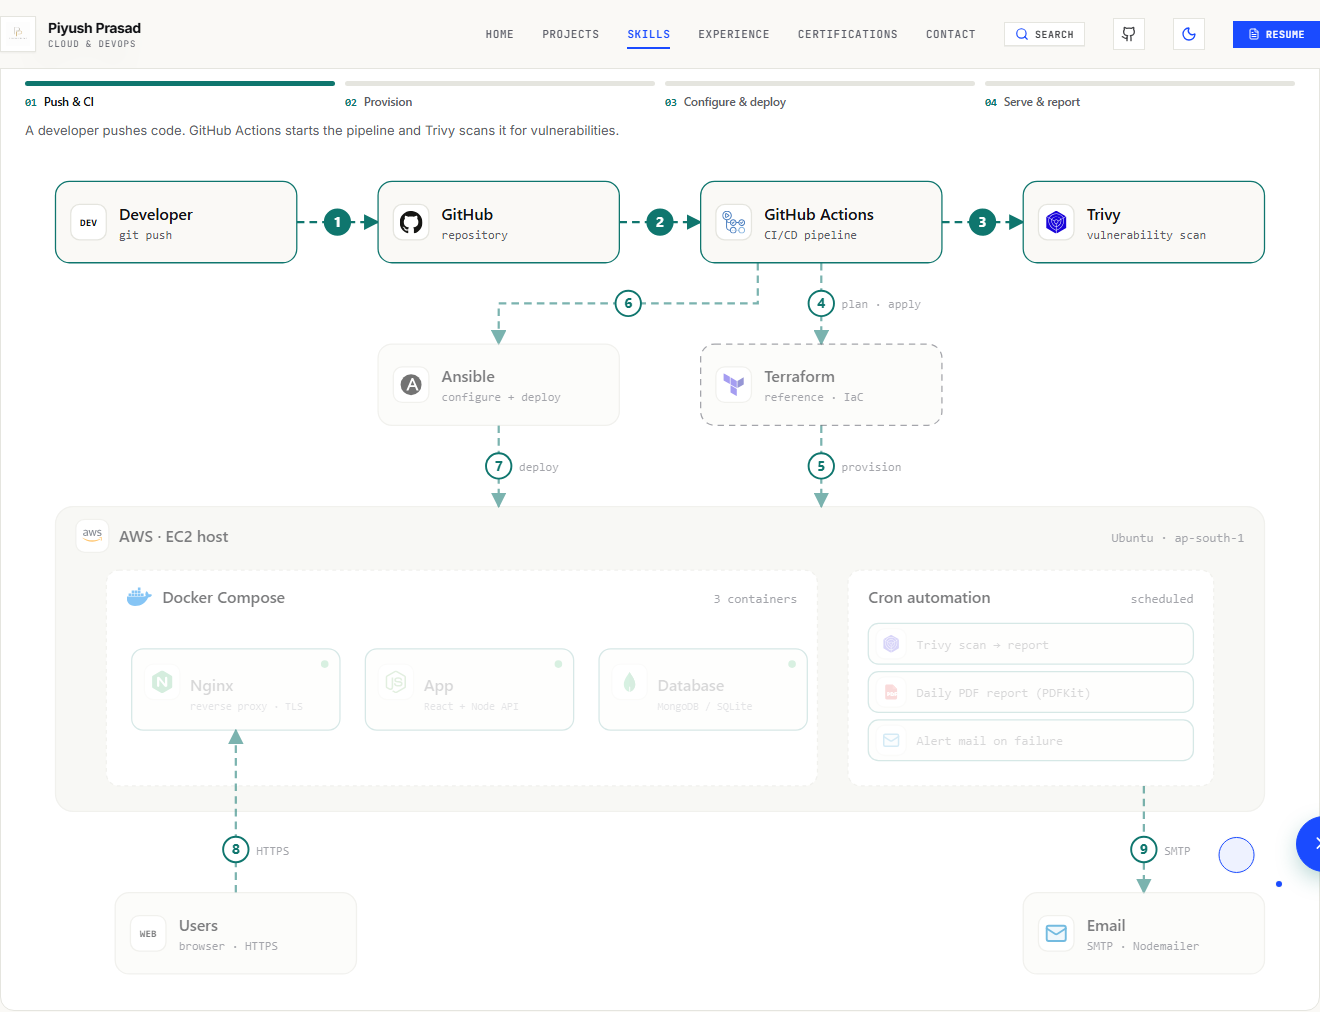 Piyush Prasad
CLOUD & DEVOPS
HOME
PROJECTS
SKILLS
EXPERIENCE
CERTIFICATIONS
CONTACT
SEARCH
RESUME
01 Push & CI
02 Provision
03 Configure & deploy
04 Serve & report
A developer pushes code. GitHub Actions starts the pipeline and Trivy scans it for vulnerabilities.
DEV
Developer
git push
1
GitHub
repository
2
GitHub Actions
CI/CD pipeline
3
Trivy
vulnerability scan
6
4
plan · apply
Ansible
configure + deploy
Terraform
reference · IaC
7
deploy
5
provision
aws
AWS · EC2 host
Ubuntu · ap-south-1
Docker Compose
3 containers
Cron automation
scheduled
Nginx
reverse proxy · TLS
App
React + Node API
Database
MongoDB / SQLite
Trivy scan → report
Daily PDF report (PDFKit)
Alert mail on failure
8
HTTPS
9
SMTP
WEB
Users
browser · HTTPS
Email
SMTP · Nodemailer